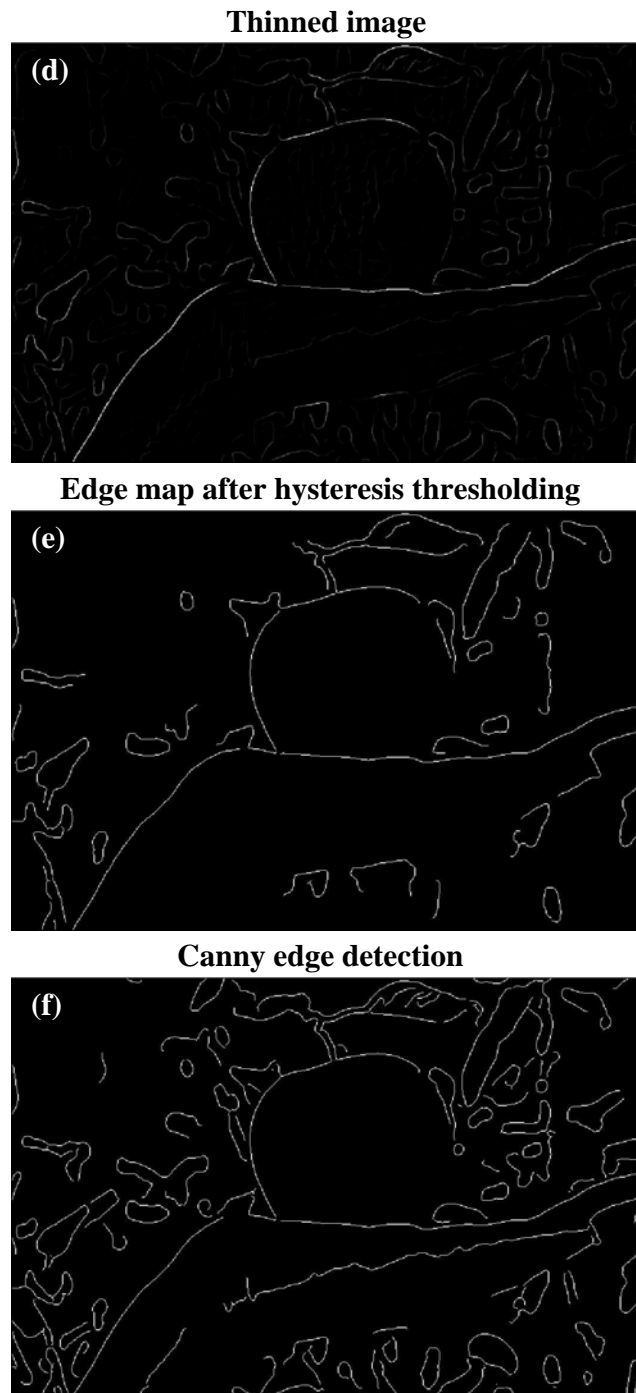 Thinned image
(d)
Edge map after hysteresis thresholding
(e)
Canny edge detection
(f)